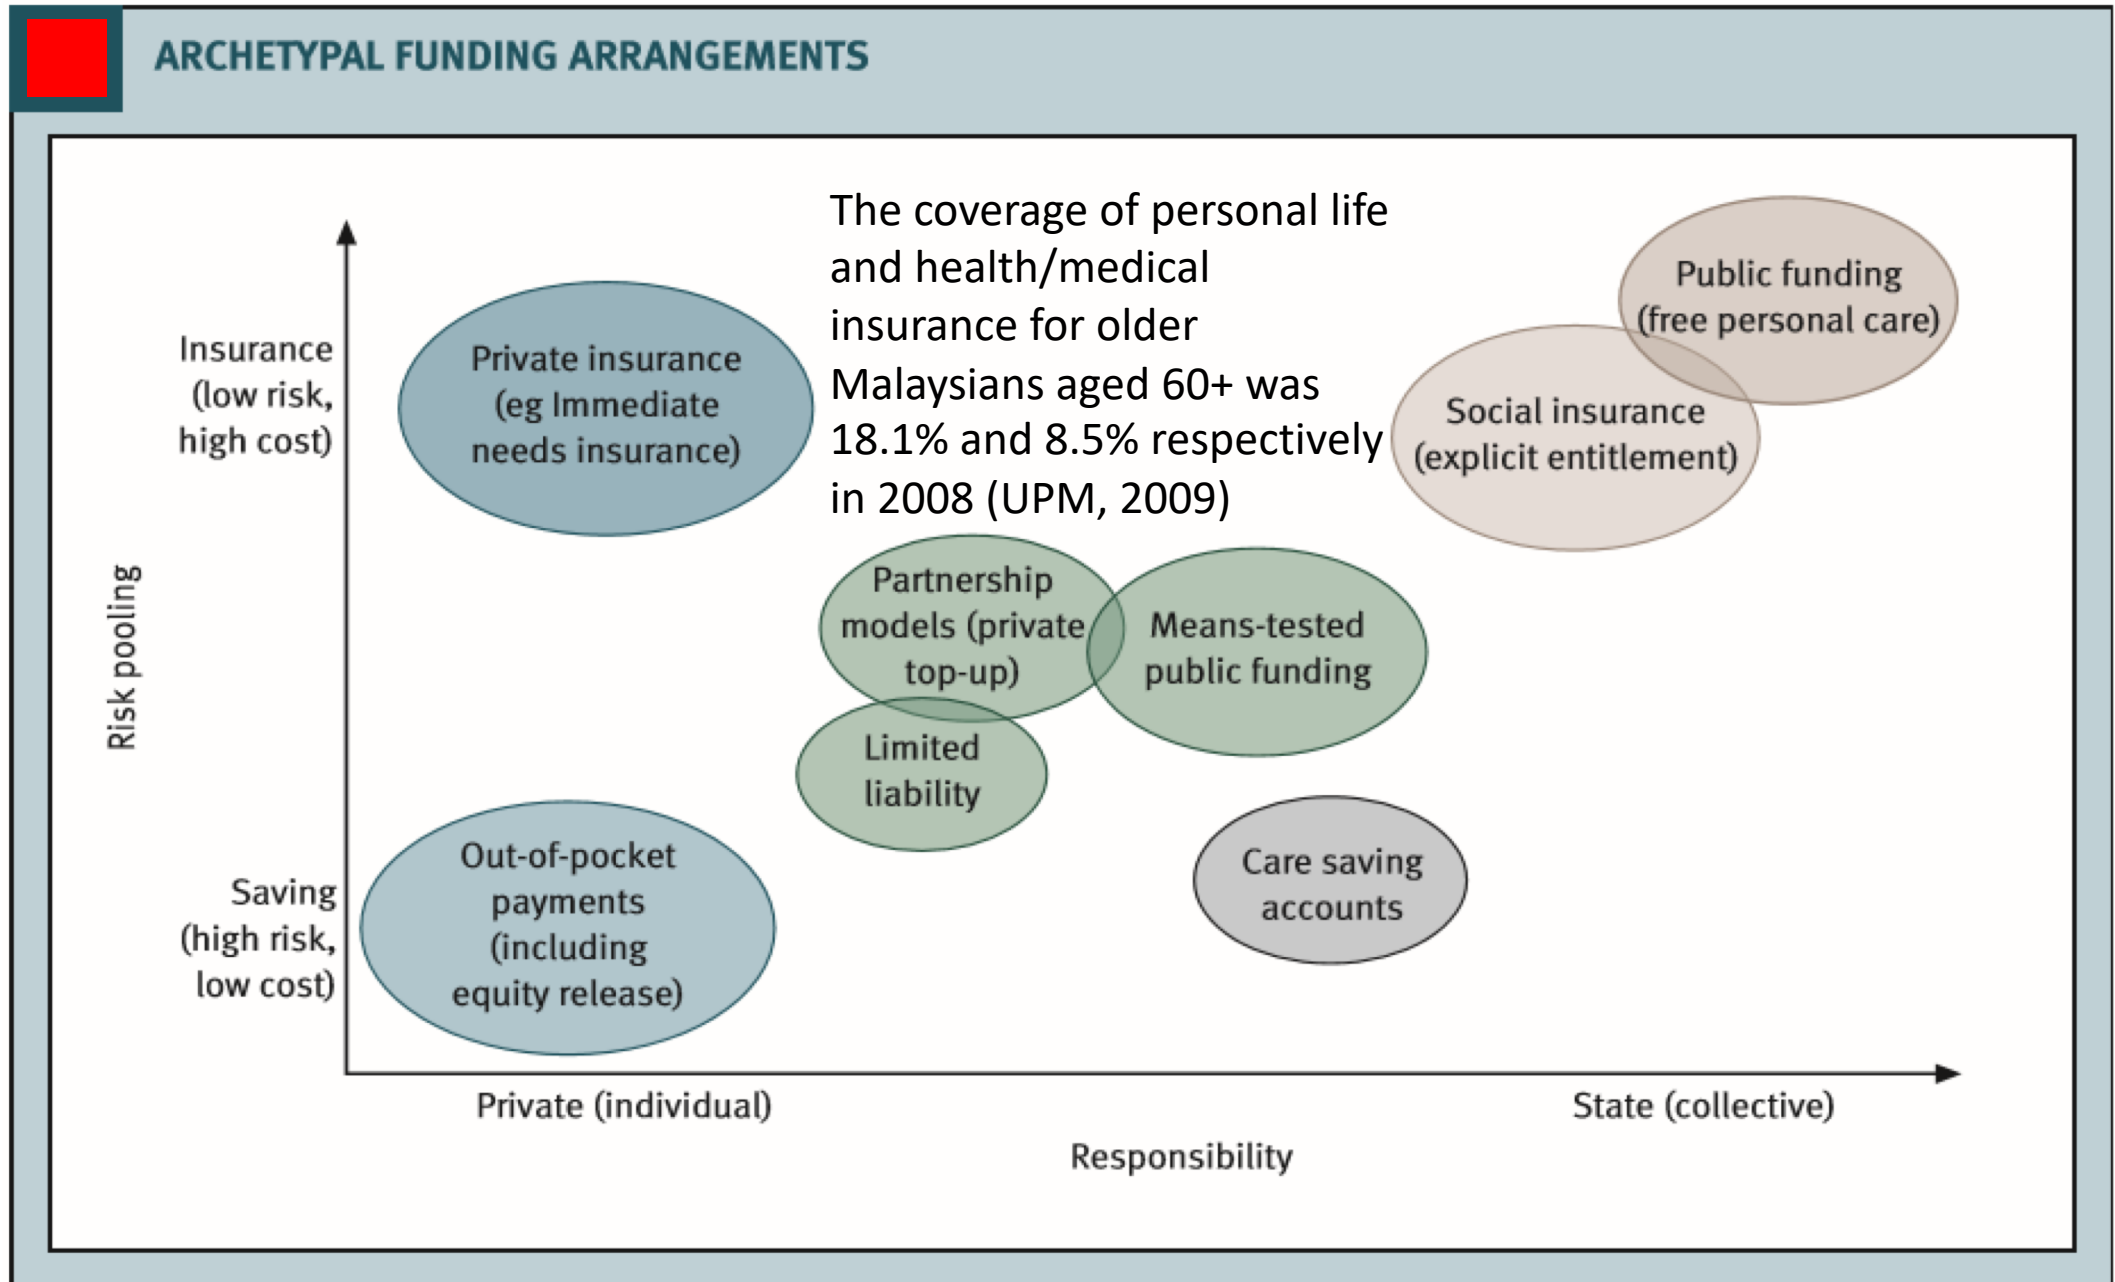 ARCHETYPAL FUNDING ARRANGEMENTS
The coverage of personal life
and health/medical
insurance for older
Malaysians aged 60+ was
18.1% and 8.5% respectively
in 2008 (UPM, 2009)
Public funding
(free personal care)
Insurance
(low risk,
high cost)
Private insurance
(eg Immediate
needs insurance)
Social insurance
(explicit entitlement)
Risk pooling
Partnership
models (private
top-up)
Means-tested
public funding
Limited
liability
Saving
(high risk,
low cost)
Out-of-pocket
payments
(including
equity release)
Care saving
accounts
Private (individual)
State (collective)
Responsibility